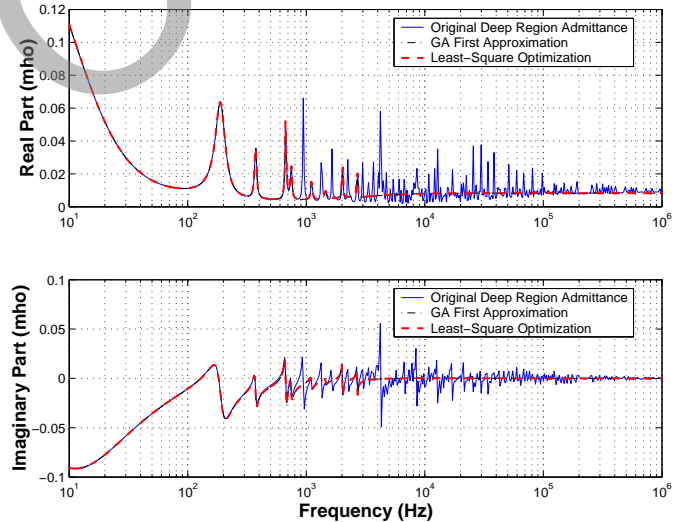 0.12
0.1
0.08
0.06
0.04
0.02
0
Real Part (mho)
Original Deep Region Admittance
GA First Approximation
Least−Square Optimization
10^1
10^2
10^3
10^4
10^5
10^6
0.1
0.05
0
−0.05
−0.1
Imaginary Part (mho)
Original Deep Region Admittance
GA First Approximation
Least−Square Optimization
10^1
10^2
10^3
10^4
10^5
10^6
Frequency (Hz)